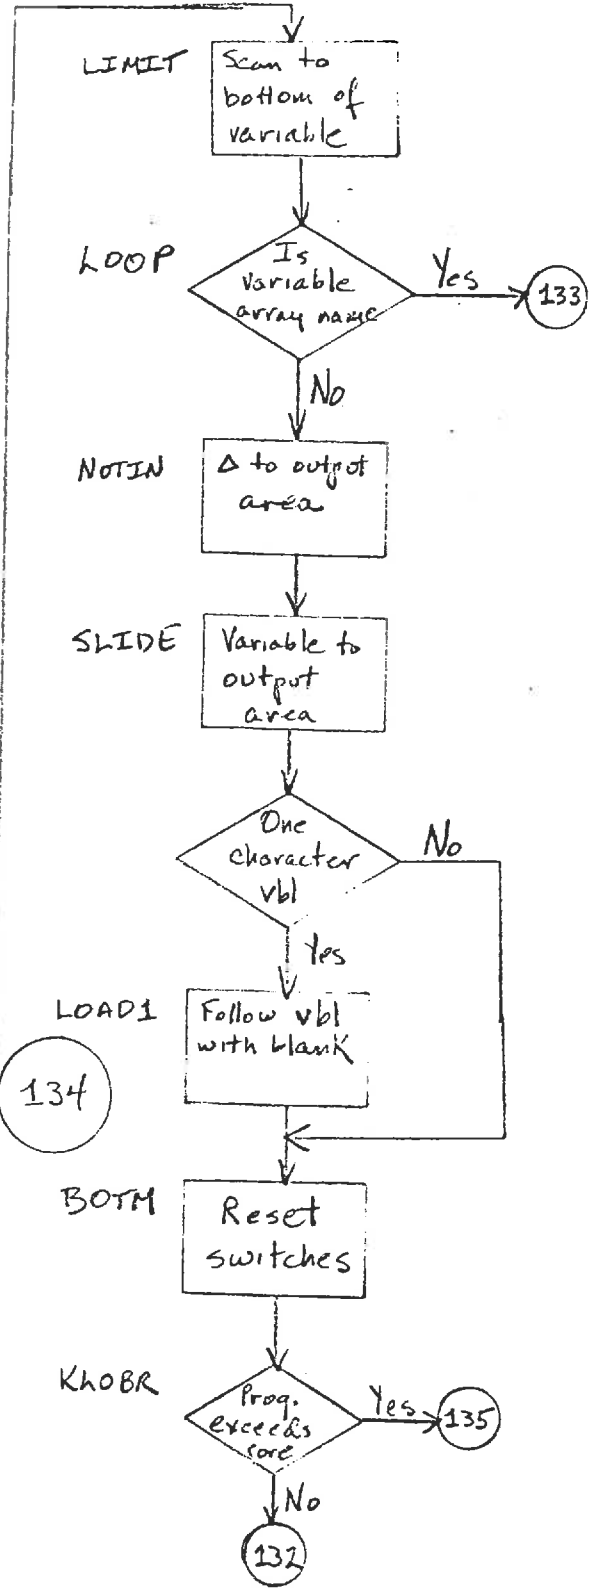 LIMIT
Scan to
bottom of
variable
LOOP
Is
variable
array name
Yes
133
No
NOTIN
Δ to output
area
SLIDE
Variable to
output
area
One
character
vbl
No
Yes
LOAD1
Follow vbl
with blank
134
BOTM
Reset
switches
KLOBR
Prog.
exceeds
core
Yes
135
No
132